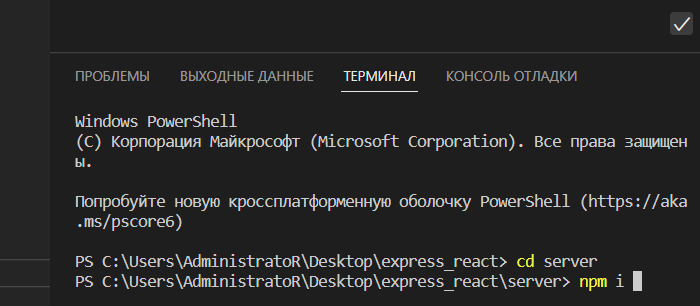 ПРОБЛЕМЫ ВЫХОДНЫЕ ДАННЫЕ ТЕРМИНАЛ КОНСОЛЬ ОТЛАДКИ
Windows PowerShell
(C) Корпорация Майкрософт (Microsoft Corporation). Все права защищен
ы.
Попробуйте новую кроссплатформенную оболочку PowerShell (https://aka
.ms/pscore6)
PS C:\Users\AdministratoR\Desktop\express_react> cd server
PS C:\Users\AdministratoR\Desktop\express_react\server> npm i